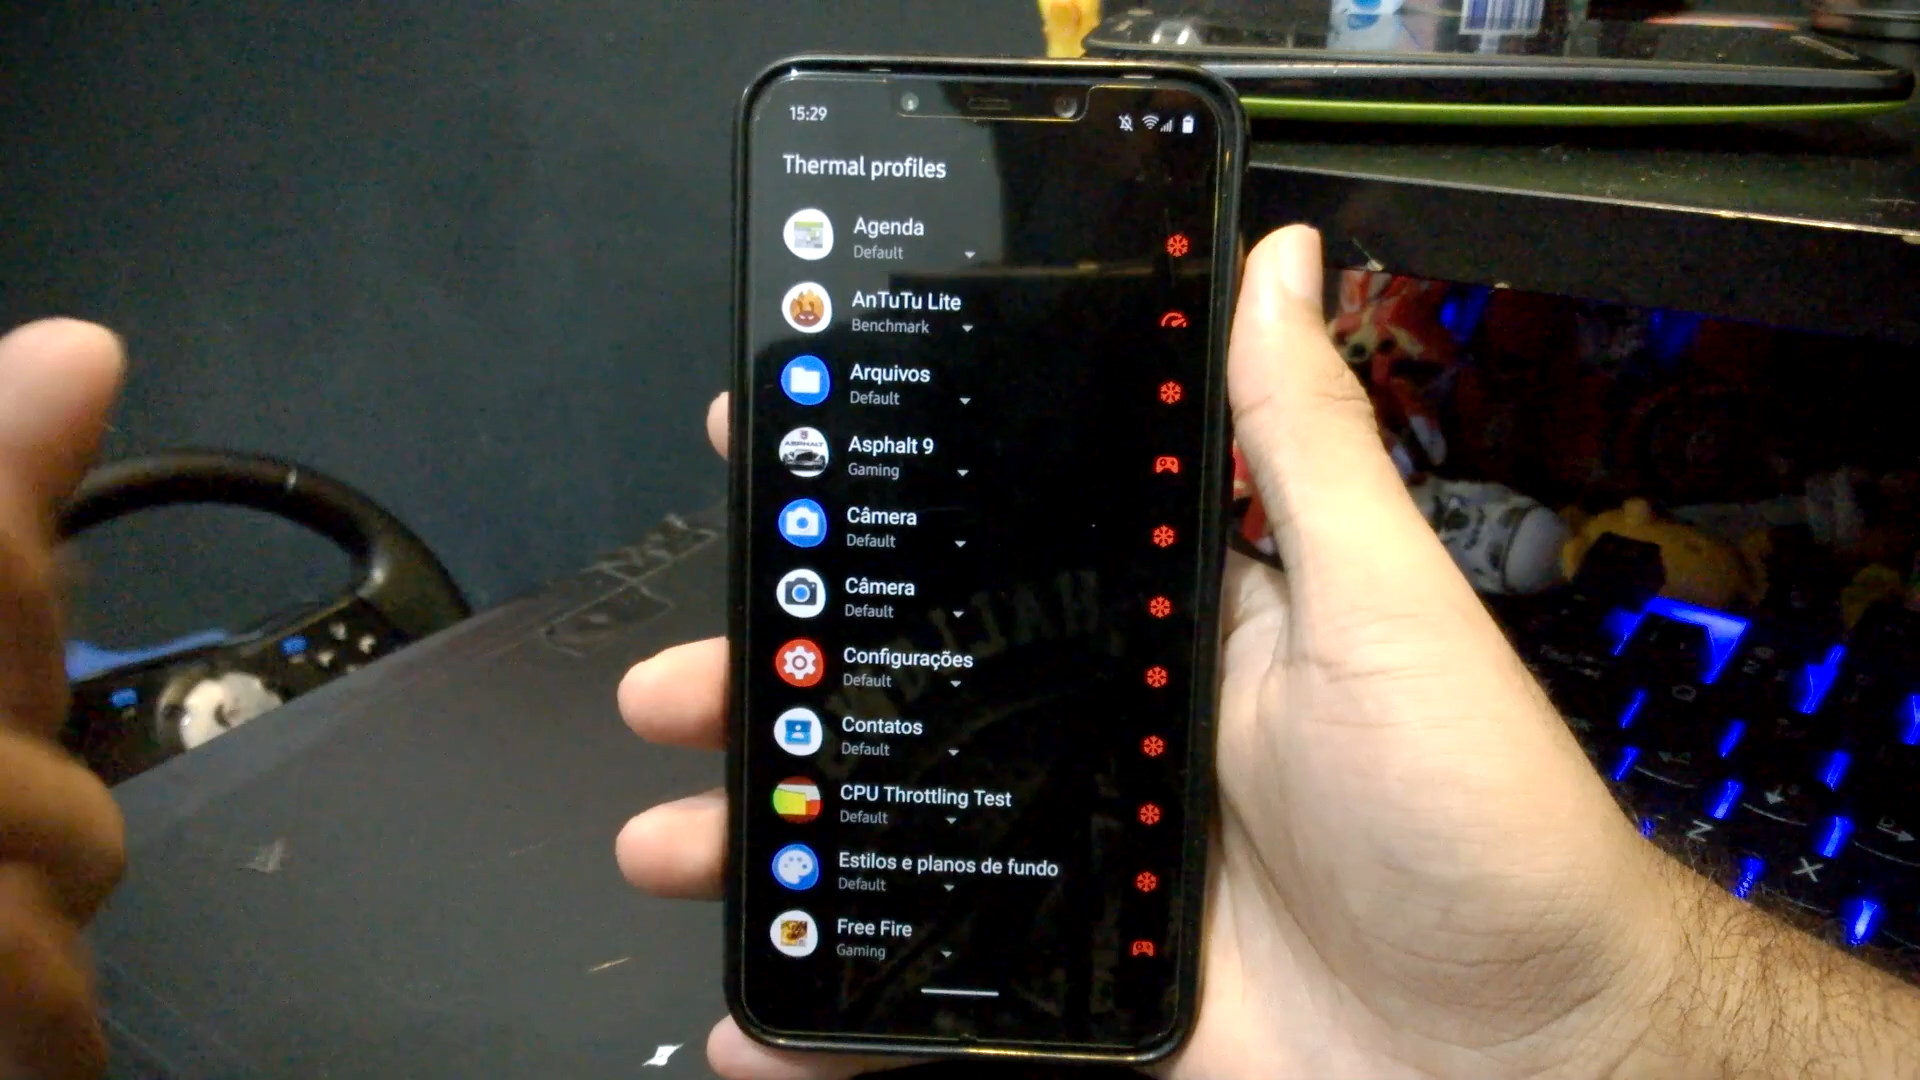 15:29
Thermal profiles
Agenda
Default
AnTuTu Lite
Benchmark
Arquivos
Default
Asphalt 9
Gaming
Câmera
Default
Câmera
Default
Configurações
Default
Contatos
Default
CPU Throttling Test
Default
Estilos e planos de fundo
Default
Free Fire
Gaming
Z
X